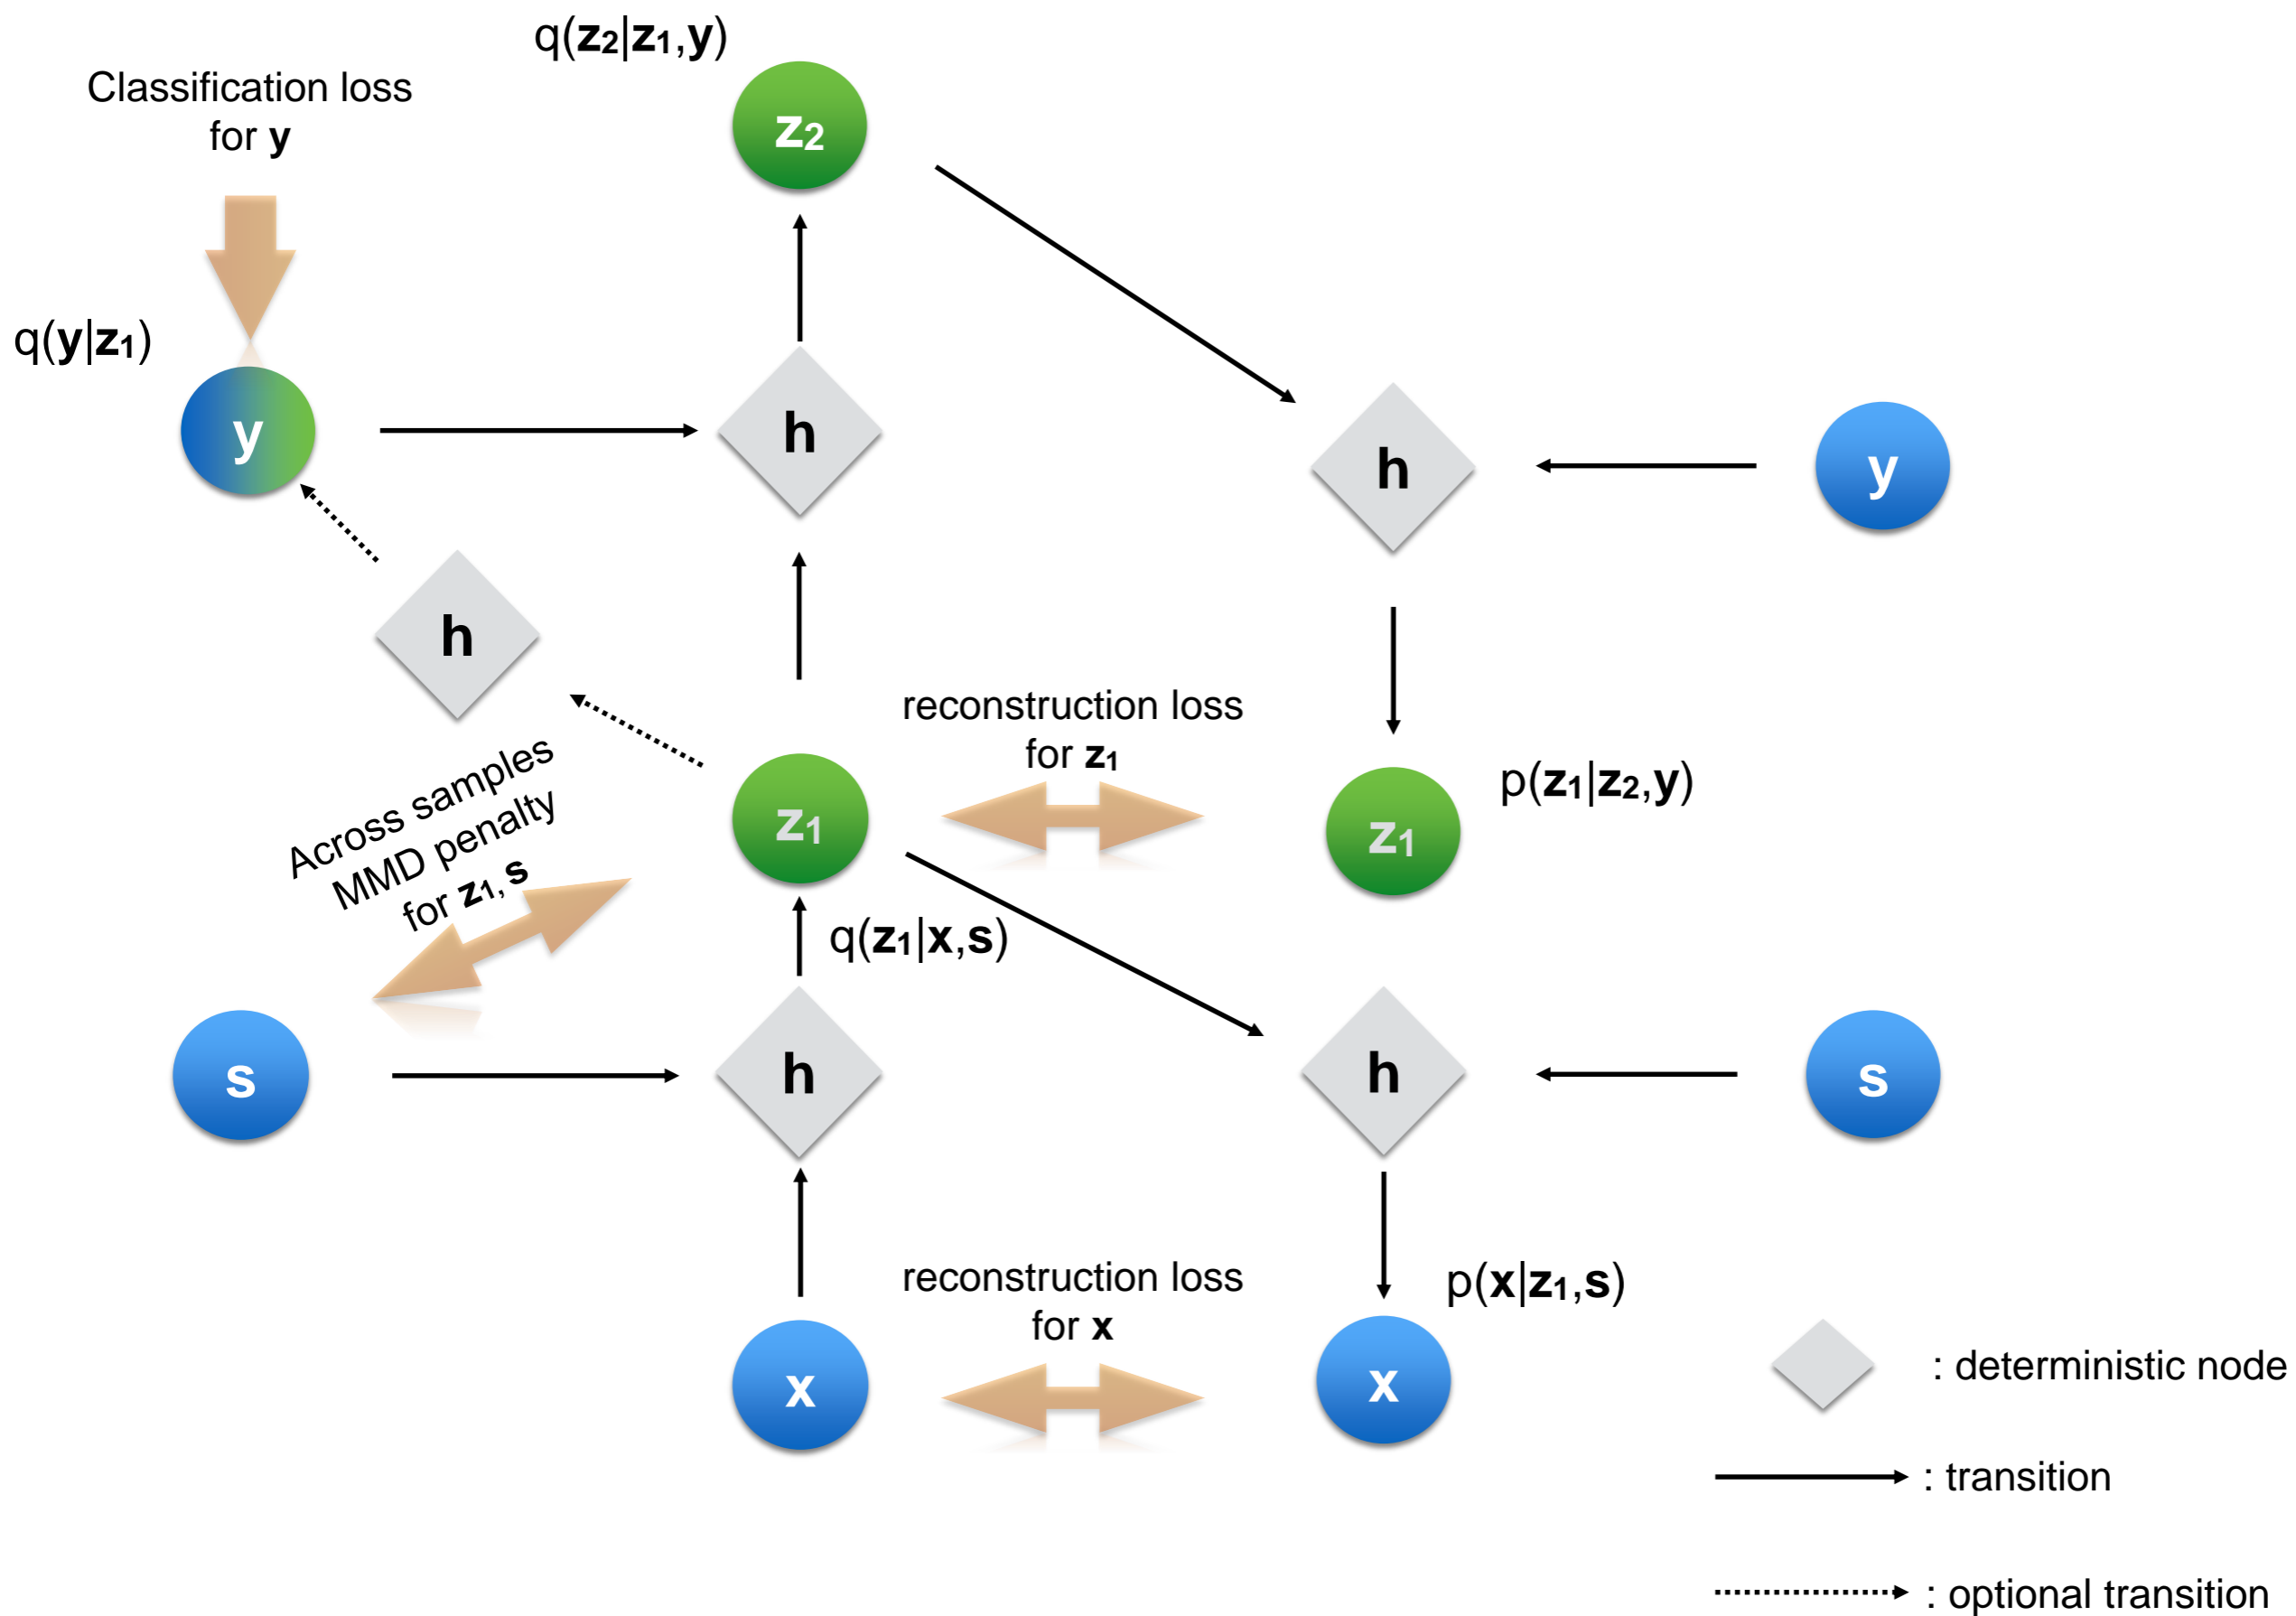 q(z₂|z₁,y)
Classification loss
for y
z₂
q(y|z₁)
y
h
h
y
h
reconstruction loss
for z₁
p(z₁|z₂,y)
Across samples
MMD penalty
for z₁, s
z₁
z₁
q(z₁|x,s)
s
h
h
s
reconstruction loss
for x
p(x|z₁,s)
x
x
: deterministic node
: transition
: optional transition